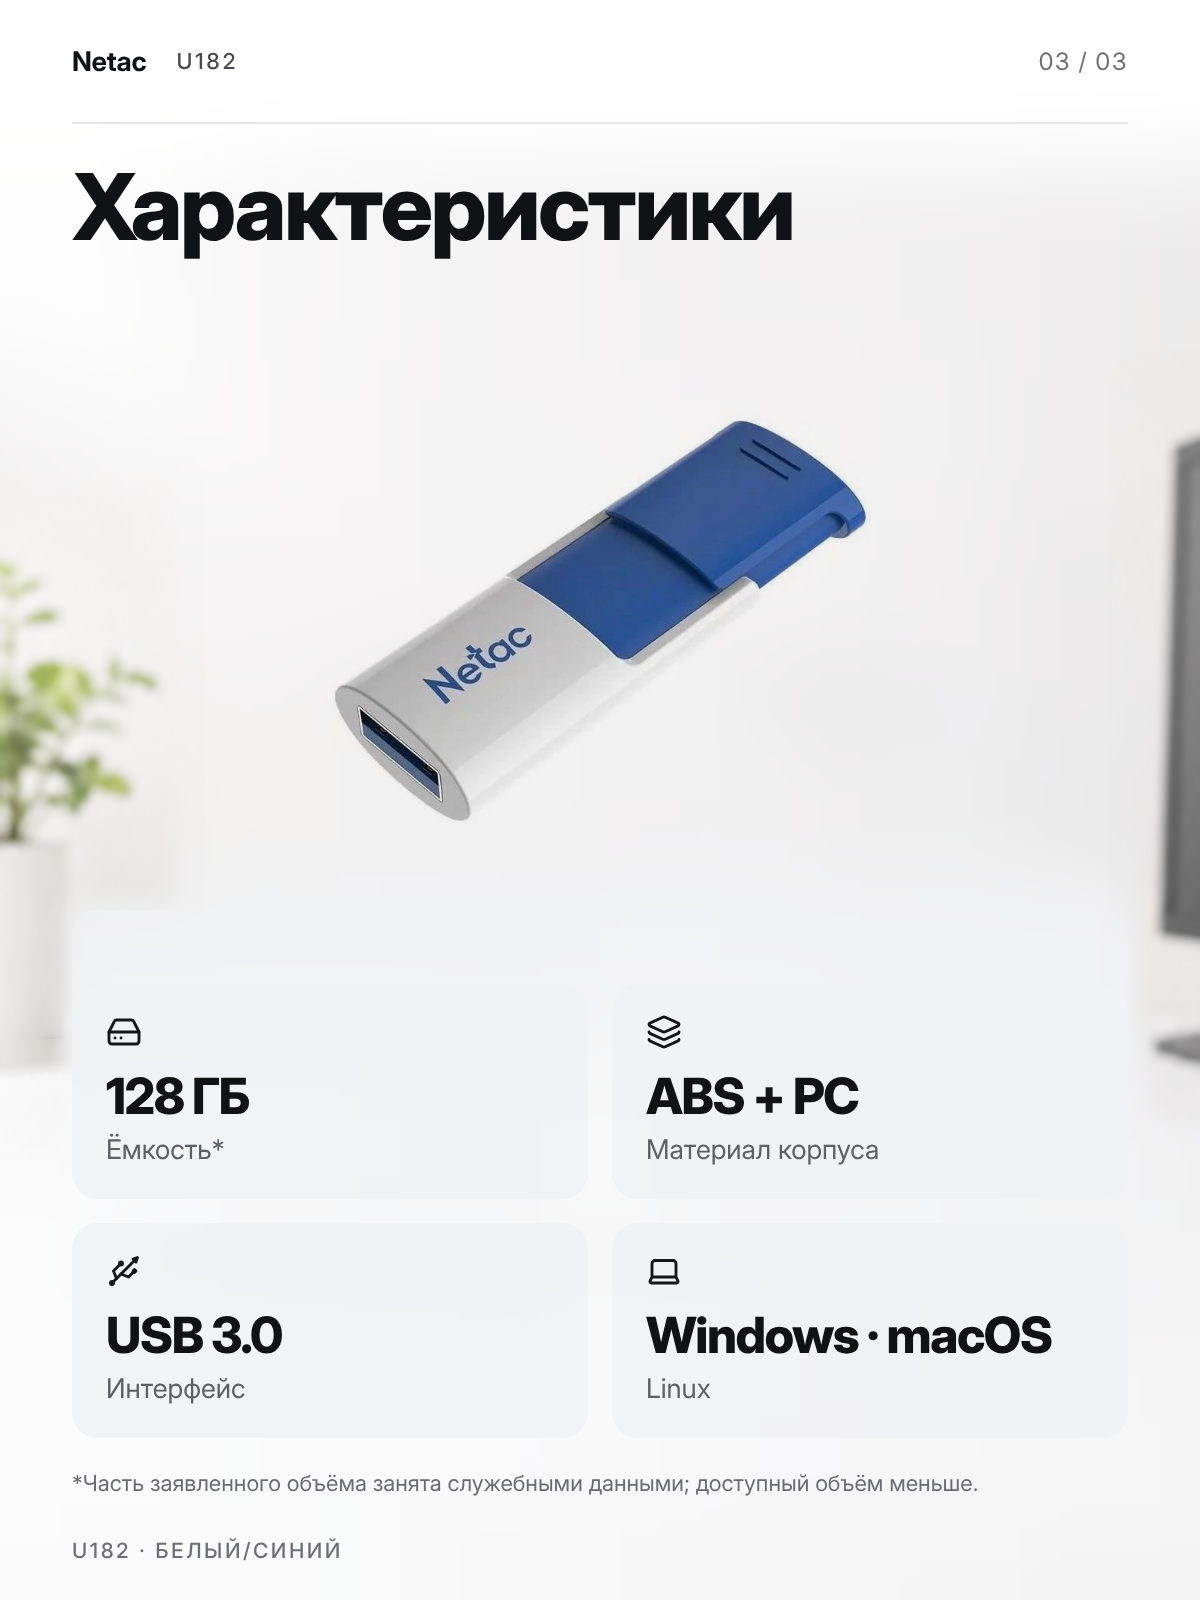 Netac U182 03 / 03
Характеристики
Netac
128 ГБ
Ёмкость*
ABS + PC
Материал корпуса
USB 3.0
Интерфейс
Windows · macOS
Linux
*Часть заявленного объёма занята служебными данными; доступный объём меньше.
U182 · БЕЛЫЙ/СИНИЙ